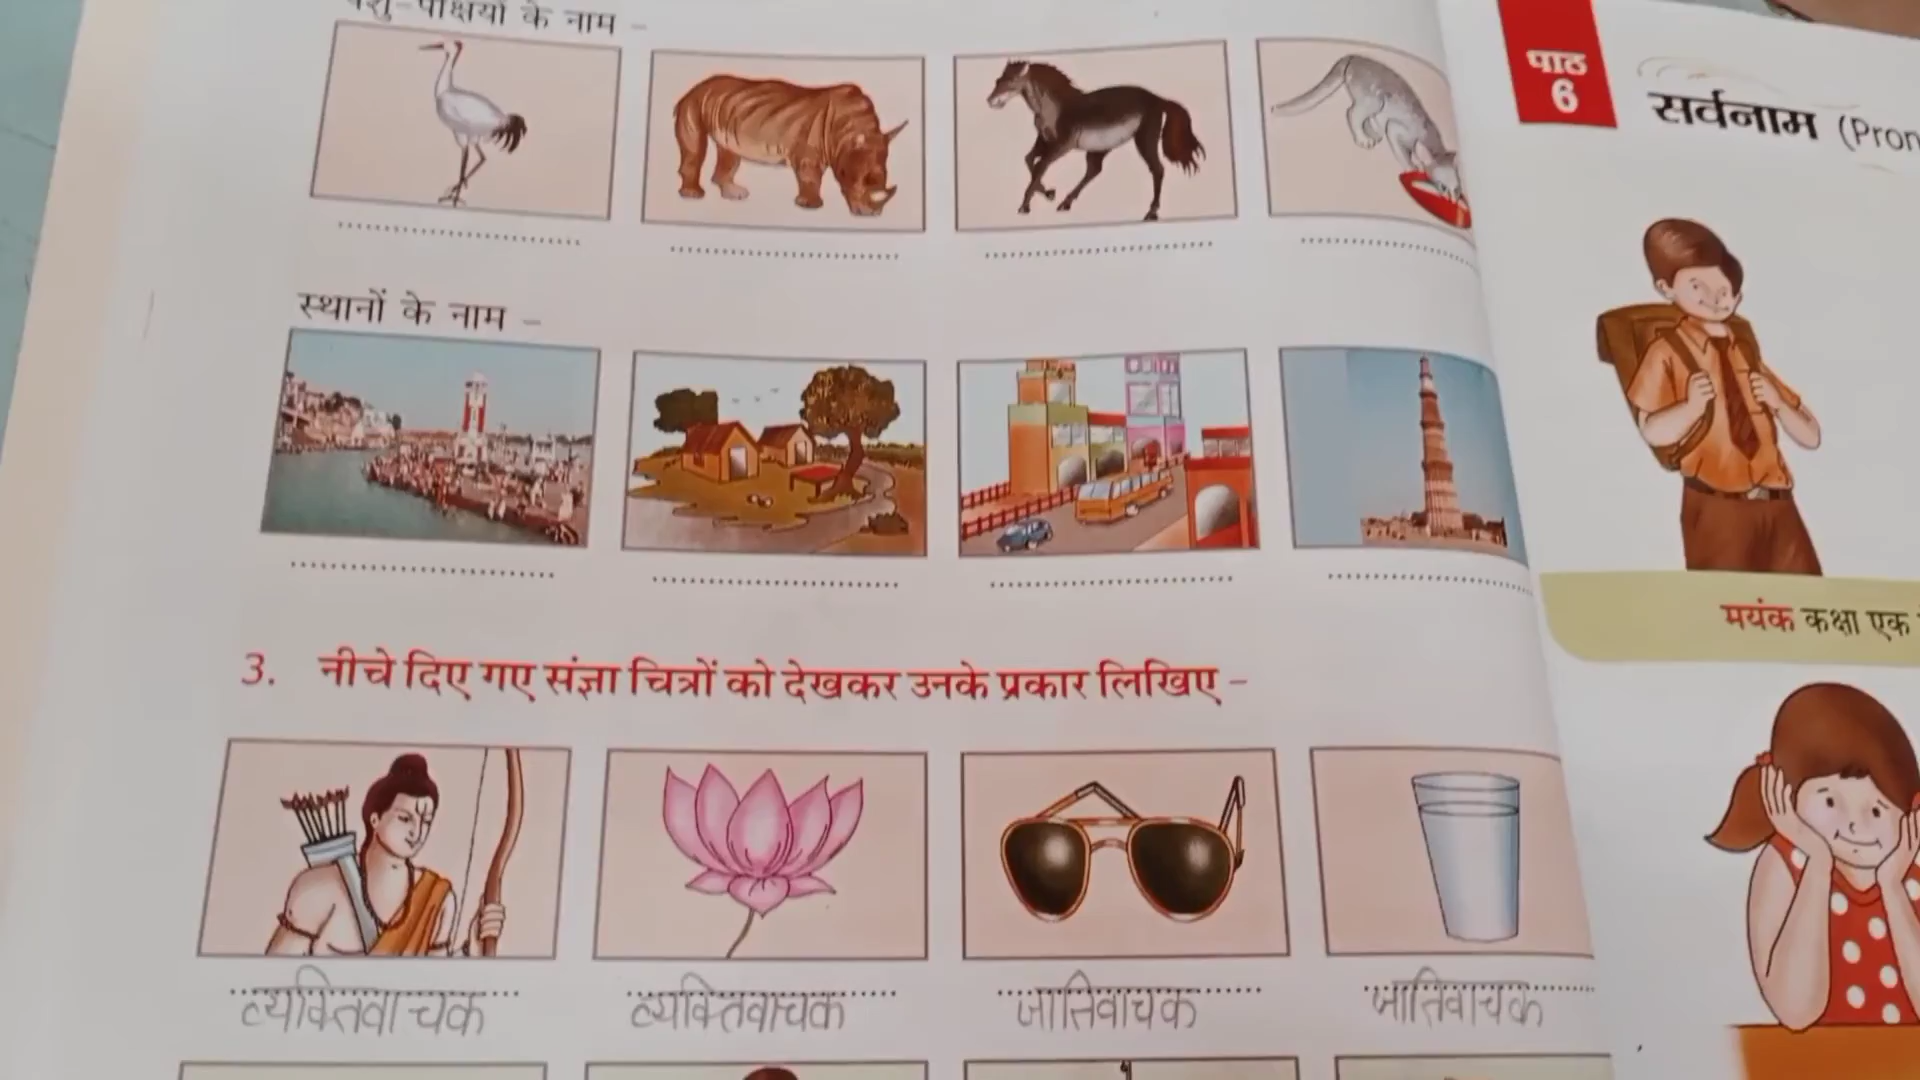 पशु-पक्षियों के नाम -
स्थानों के नाम -
3. नीचे दिए गए संज्ञा चित्रों को देखकर उनके प्रकार लिखिए -
व्यक्तिवाचक व्यक्तिवाचक जातिवाचक जातिवाचक
पाठ
6
सर्वनाम (Pron
मयंक कक्षा एक